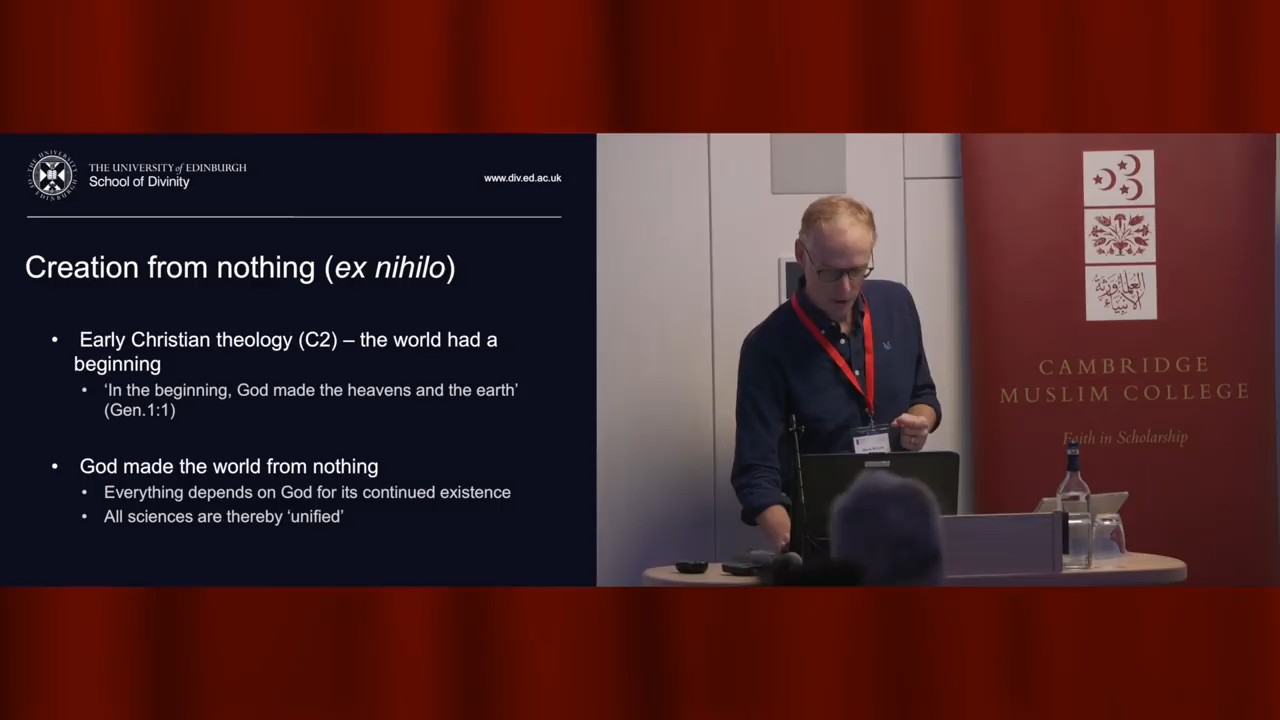 THE UNIVERSITY of EDINBURGH
School of Divinity
www.div.ed.ac.uk
Creation from nothing (ex nihilo)
• Early Christian theology (C2) – the world had a
beginning
• ‘In the beginning, God made the heavens and the earth’
(Gen.1:1)
• God made the world from nothing
• Everything depends on God for its continued existence
• All sciences are thereby ‘unified’
العلماء ورثة
الأنبياء
CAMBRIDGE
MUSLIM COLLEGE
Faith in Scholarship